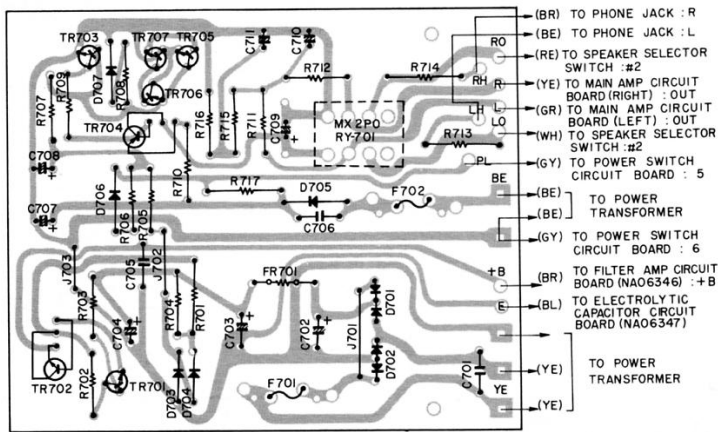 TR703
TR707
TR705
C711
C710
R712
R714
RO
(BR) TO PHONE JACK : R
(BE) TO PHONE JACK : L
(RE) TO SPEAKER SELECTOR
SWITCH :#2
RH
R
(YE) TO MAIN AMP CIRCUIT
BOARD (RIGHT) : OUT
D707
R708
TR706
R707
R709
TR704
R716
R715
R711
C709
+
MX 2PO
RY-701
LH
L
LO
(GR) TO MAIN AMP CIRCUIT
BOARD (LEFT) : OUT
(WH) TO SPEAKER SELECTOR
SWITCH :#2
R713
C708
+
R710
PL
(GY) TO POWER SWITCH
CIRCUIT BOARD : 5
D706
R706
R705
R717
D705
F702
BE
(BE)
TO POWER
TRANSFORMER
(BE)
C707
+
C706
(GY) TO POWER SWITCH
CIRCUIT BOARD : 6
J703
C705
J702
FR701
+B
(BR) TO FILTER AMP CIRCUIT
BOARD (NA06346) : +B
R703
R704
R701
D701
E
(BL) TO ELECTROLYTIC
CAPACITOR CIRCUIT
BOARD (NA06347)
C704
+
C703
+
C702
+
J701
D702
TR702
R702
TR701
D703
D704
F701
C701
YE
(YE)
TO POWER
TRANSFORMER
(YE)